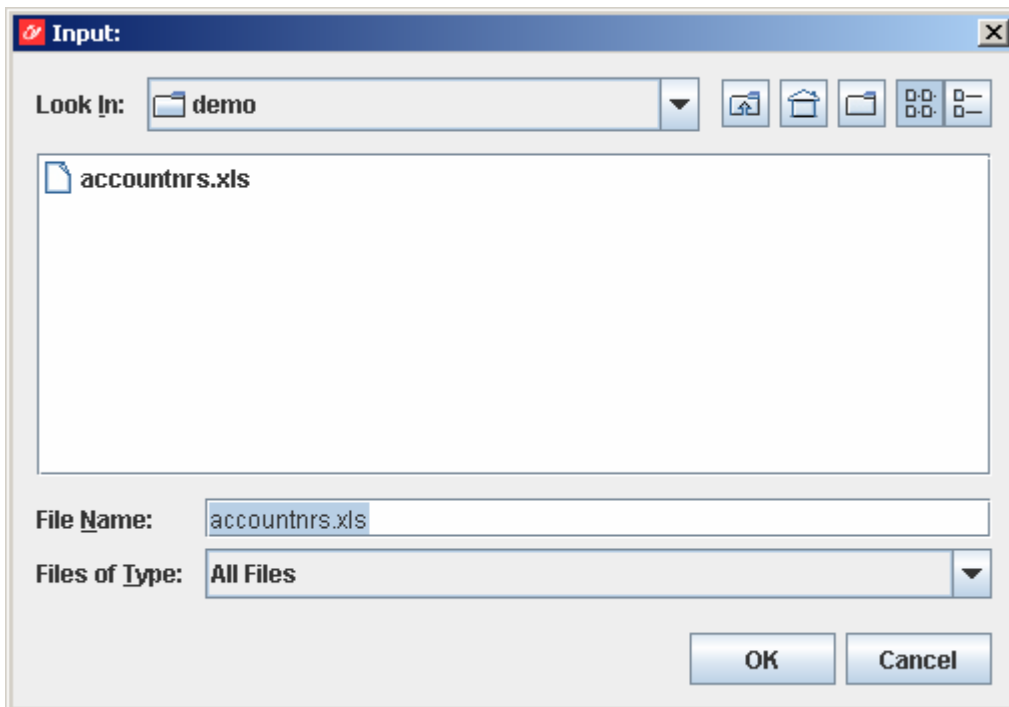 Input:
Look In: demo
accountnrs.xls
File Name: accountnrs.xls
Files of Type: All Files
OK Cancel